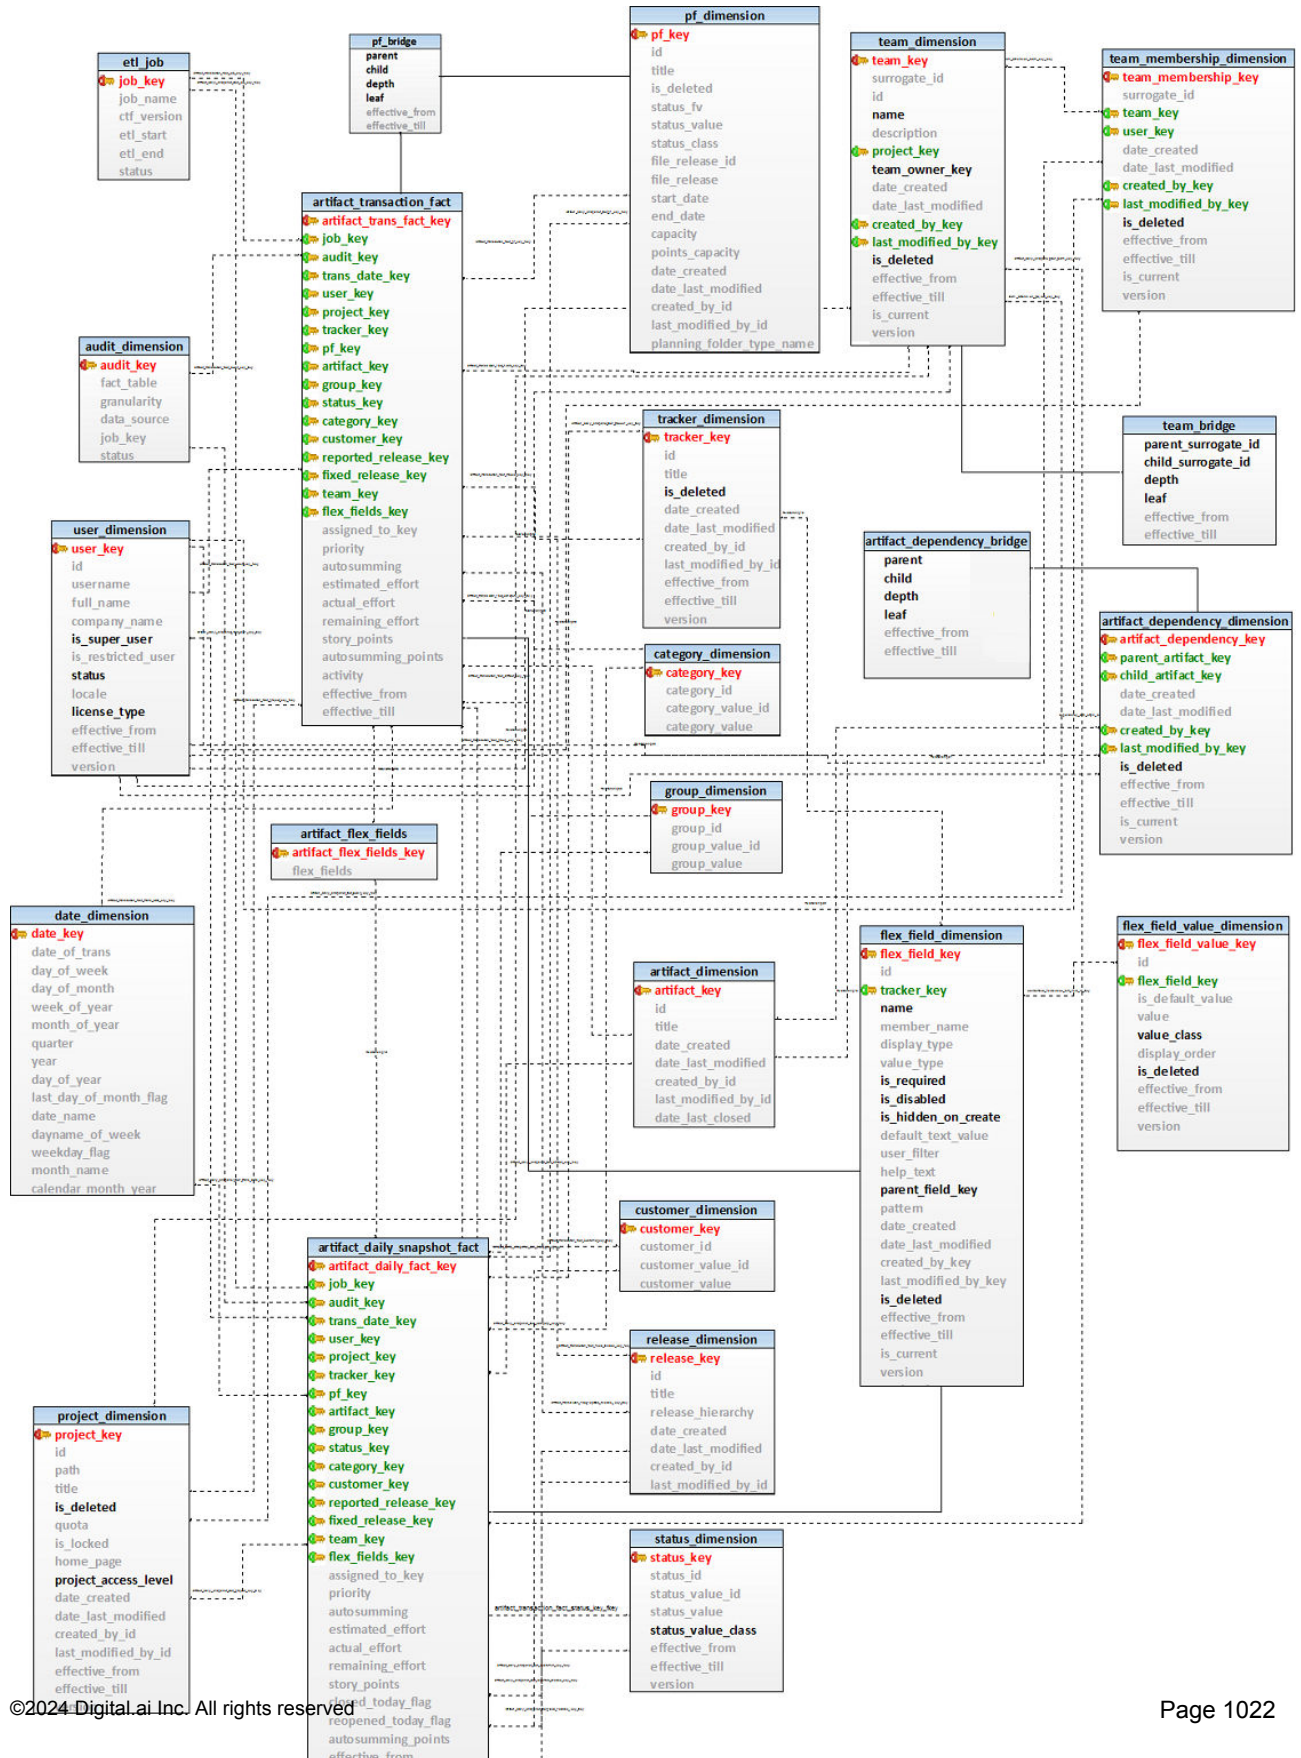 etl_job
job_key
job_name
ctf_version
etl_start
etl_end
status
pf_bridge
parent
child
depth
leaf
effective_from
effective_till
pf_dimension
pf_key
id
title
is_deleted
status_fv
status_value
status_class
file_release_id
file_release
start_date
end_date
capacity
points_capacity
date_created
date_last_modified
created_by_id
last_modified_by_id
planning_folder_type_name
team_dimension
team_key
surrogate_id
id
name
description
project_key
team_owner_key
date_created
date_last_modified
created_by_key
last_modified_by_key
is_deleted
effective_from
effective_till
is_current
version
team_membership_dimension
team_membership_key
surrogate_id
team_key
user_key
date_created
date_last_modified
created_by_key
last_modified_by_key
is_deleted
effective_from
effective_till
is_current
version
artifact_transaction_fact
artifact_trans_fact_key
job_key
audit_key
trans_date_key
user_key
project_key
tracker_key
pf_key
artifact_key
group_key
status_key
category_key
customer_key
reported_release_key
fixed_release_key
team_key
flex_fields_key
assigned_to_key
priority
autosumming
estimated_effort
actual_effort
remaining_effort
story_points
autosumming_points
activity
effective_from
effective_till
audit_dimension
audit_key
fact_table
granularity
data_source
job_key
status
tracker_dimension
tracker_key
id
title
is_deleted
date_created
date_last_modified
created_by_id
last_modified_by_id
effective_from
effective_till
version
team_bridge
parent_surrogate_id
child_surrogate_id
depth
leaf
effective_from
effective_till
user_dimension
user_key
id
username
full_name
company_name
is_super_user
is_restricted_user
status
locale
license_type
effective_from
effective_till
version
artifact_dependency_bridge
parent
child
depth
leaf
effective_from
effective_till
artifact_dependency_dimension
artifact_dependency_key
parent_artifact_key
child_artifact_key
date_created
date_last_modified
created_by_key
last_modified_by_key
is_deleted
effective_from
effective_till
is_current
version
category_dimension
category_key
category_id
category_value_id
category_value
group_dimension
group_key
group_id
group_value_id
group_value
artifact_flex_fields
artifact_flex_fields_key
flex_fields
date_dimension
date_key
date_of_trans
day_of_week
day_of_month
week_of_year
month_of_year
quarter
year
day_of_year
last_day_of_month_flag
date_name
dayname_of_week
weekday_flag
month_name
calendar_month_year
artifact_dimension
artifact_key
id
title
date_created
date_last_modified
created_by_id
last_modified_by_id
date_last_closed
flex_field_dimension
flex_field_key
id
tracker_key
name
member_name
display_type
value_type
is_required
is_disabled
is_hidden_on_create
default_text_value
user_filter
help_text
parent_field_key
pattern
date_created
date_last_modified
created_by_key
last_modified_by_key
is_deleted
effective_from
effective_till
is_current
version
flex_field_value_dimension
flex_field_value_key
id
flex_field_key
is_default_value
value
value_class
display_order
is_deleted
effective_from
effective_till
version
customer_dimension
customer_key
customer_id
customer_value_id
customer_value
artifact_daily_snapshot_fact
artifact_daily_fact_key
job_key
audit_key
trans_date_key
user_key
project_key
tracker_key
pf_key
artifact_key
group_key
status_key
category_key
customer_key
reported_release_key
fixed_release_key
team_key
flex_fields_key
assigned_to_key
priority
autosumming
estimated_effort
actual_effort
remaining_effort
story_points
closed_today_flag
reopened_today_flag
autosumming_points
effective_from
release_dimension
release_key
id
title
release_hierarchy
date_created
date_last_modified
created_by_id
last_modified_by_id
project_dimension
project_key
id
path
title
is_deleted
quota
is_locked
home_page
project_access_level
date_created
date_last_modified
created_by_id
last_modified_by_id
effective_from
effective_till
status_dimension
status_key
status_id
status_value_id
status_value
status_value_class
effective_from
effective_till
version
artifact_transaction_fact_status_key_fkey
©2024 Digital.ai Inc. All rights reserved
Page 1022